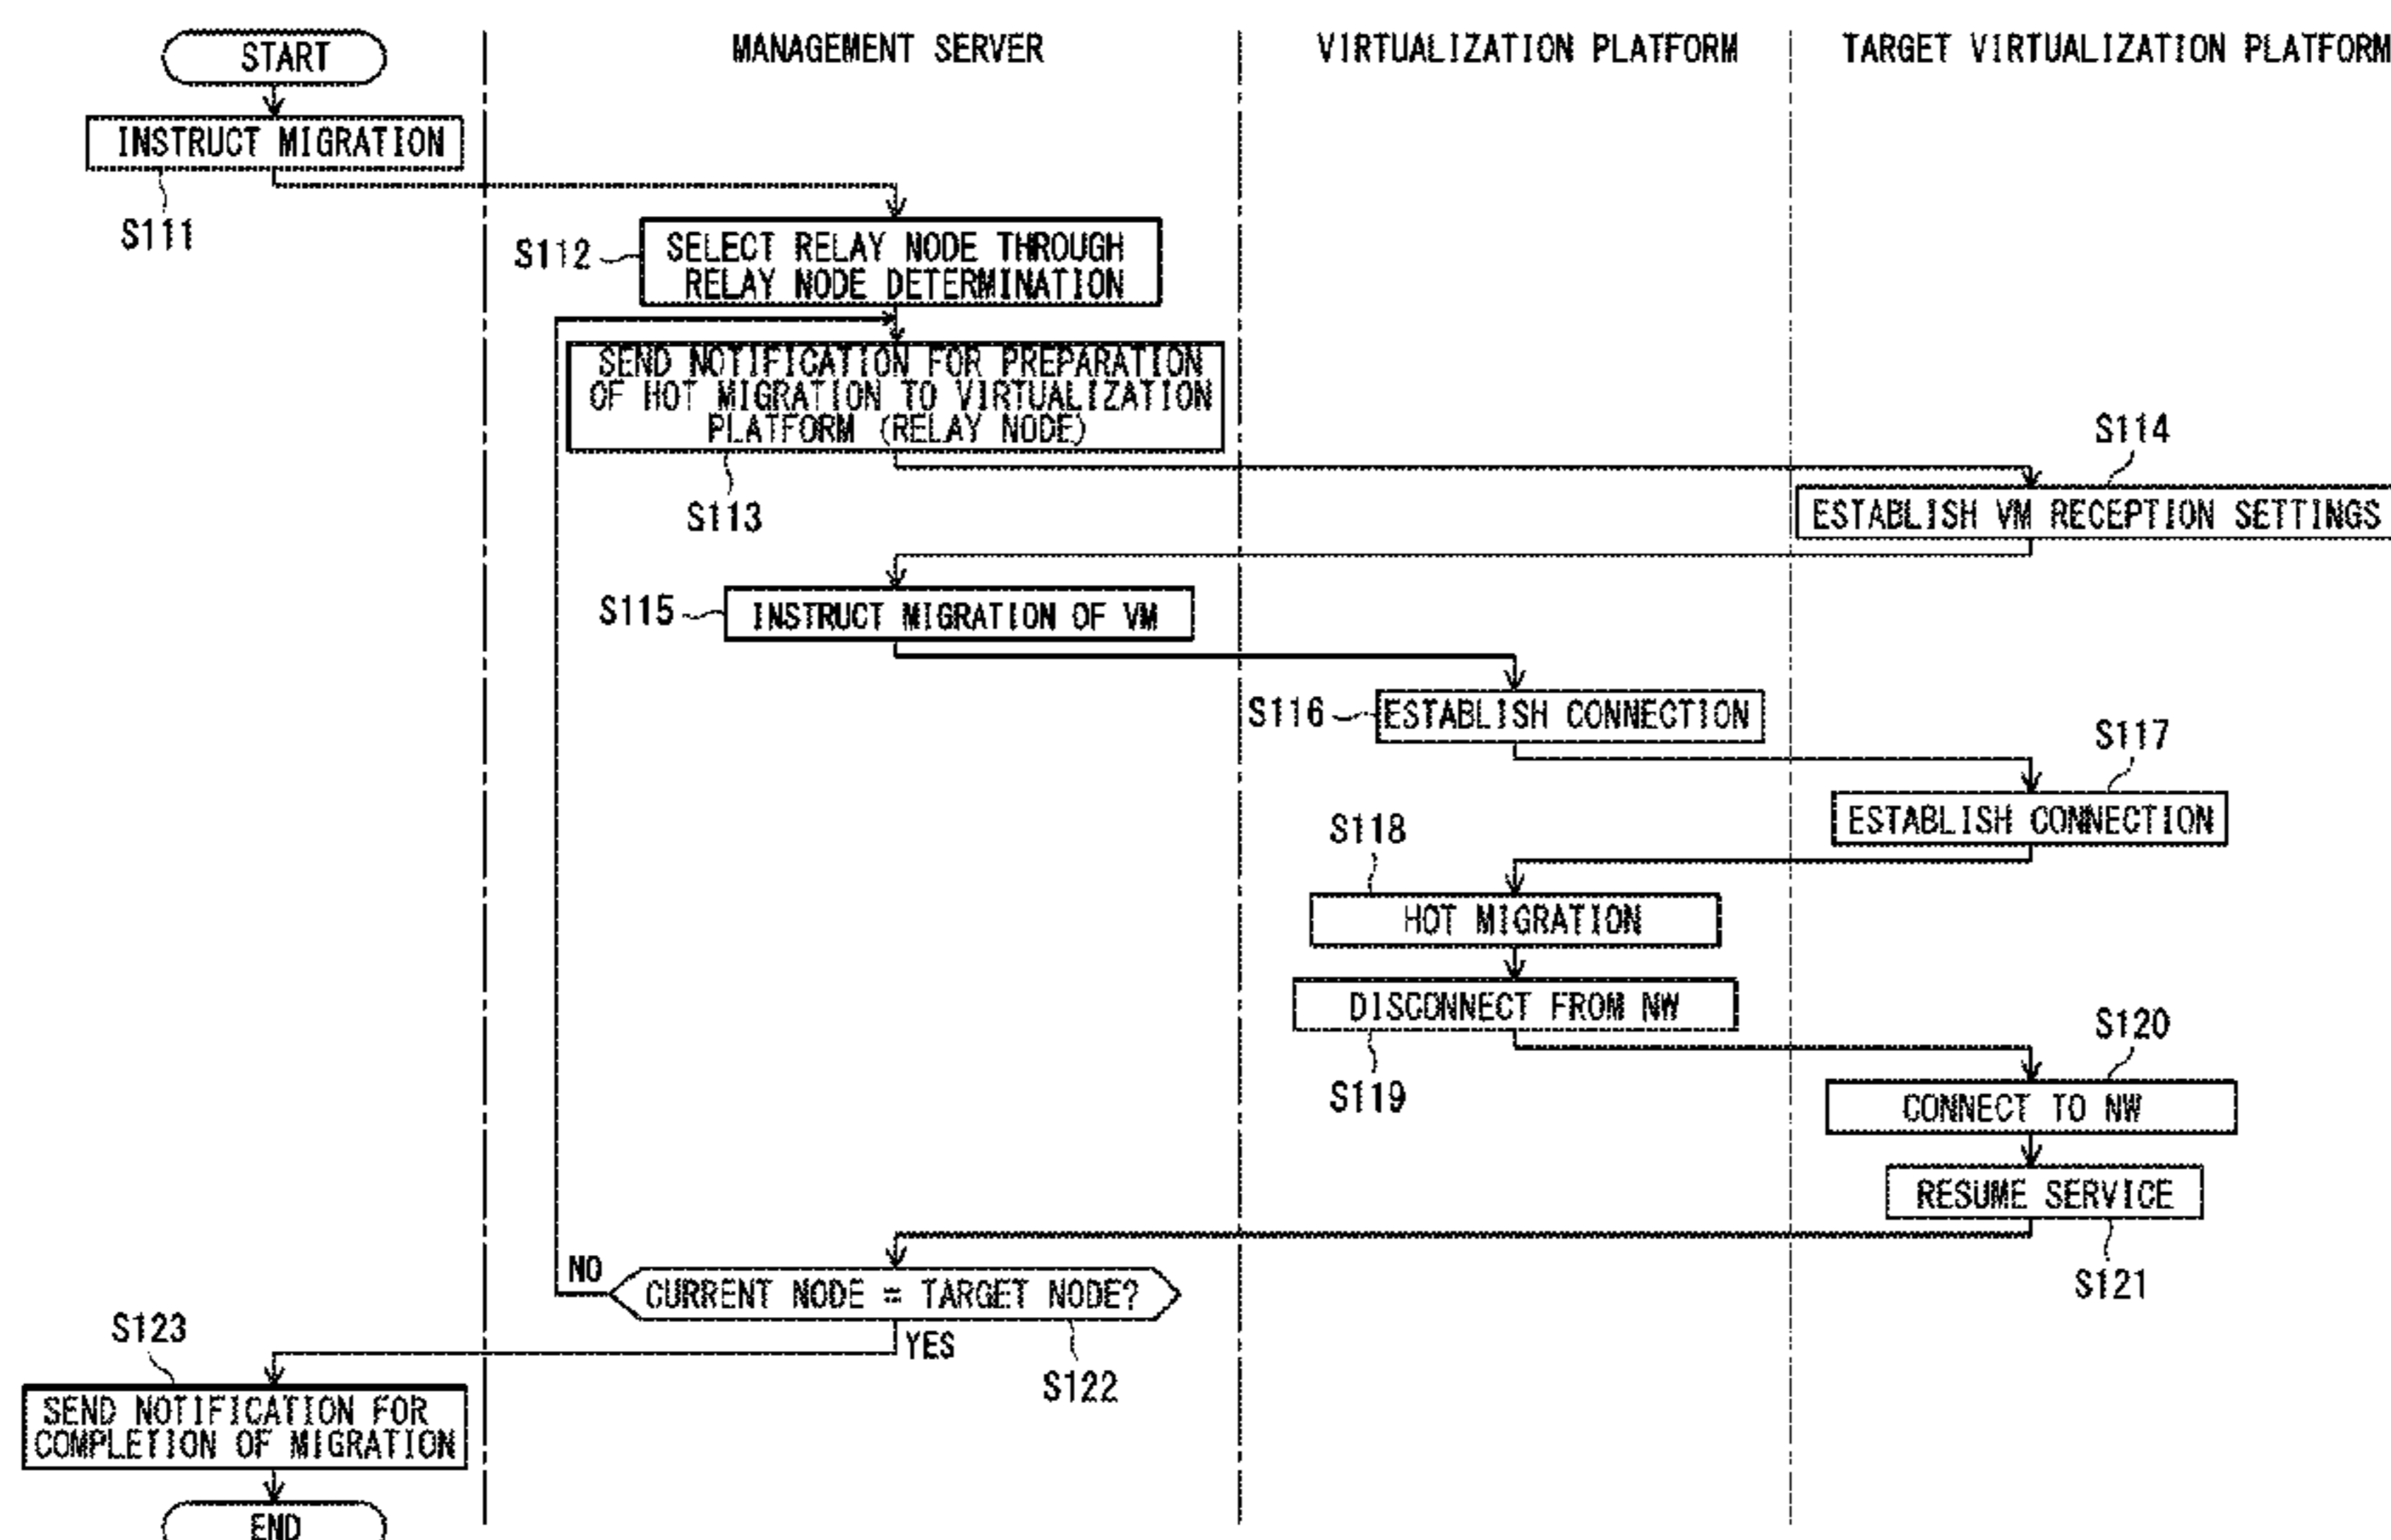 START
MANAGEMENT SERVER
VIRTUALIZATION PLATFORM
TARGET VIRTUALIZATION PLATFORM
INSTRUCT MIGRATION
S111
S112
SELECT RELAY NODE THROUGH
RELAY NODE DETERMINATION
SEND NOTIFICATION FOR PREPARATION
OF HOT MIGRATION TO VIRTUALIZATION
PLATFORM (RELAY NODE)
S113
S114
ESTABLISH VM RECEPTION SETTINGS
S115
INSTRUCT MIGRATION OF VM
S116
ESTABLISH CONNECTION
S117
ESTABLISH CONNECTION
S118
HOT MIGRATION
DISCONNECT FROM NW
S119
S120
CONNECT TO NW
RESUME SERVICE
S121
NO
CURRENT NODE = TARGET NODE?
YES
S122
S123
SEND NOTIFICATION FOR
COMPLETION OF MIGRATION
END